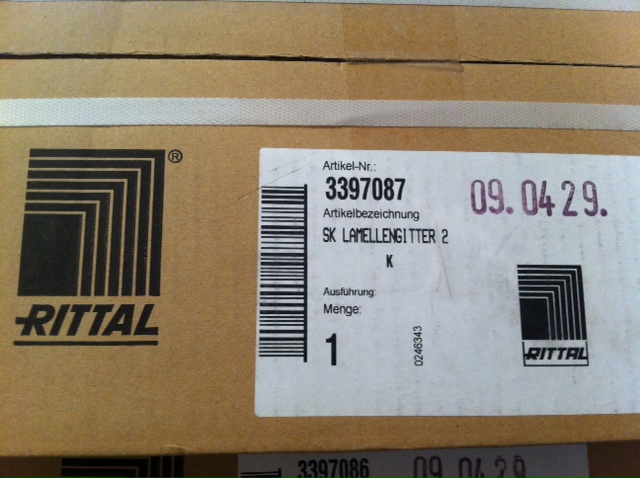 ®
RITTAL
Artikel-Nr.:
3397087
09.04 29.
Artikelbezeichnung
SK LAMELLENGITTER 2
K
Ausführung:
Menge:
1
0246343
RITTAL
3397086
09 04 29